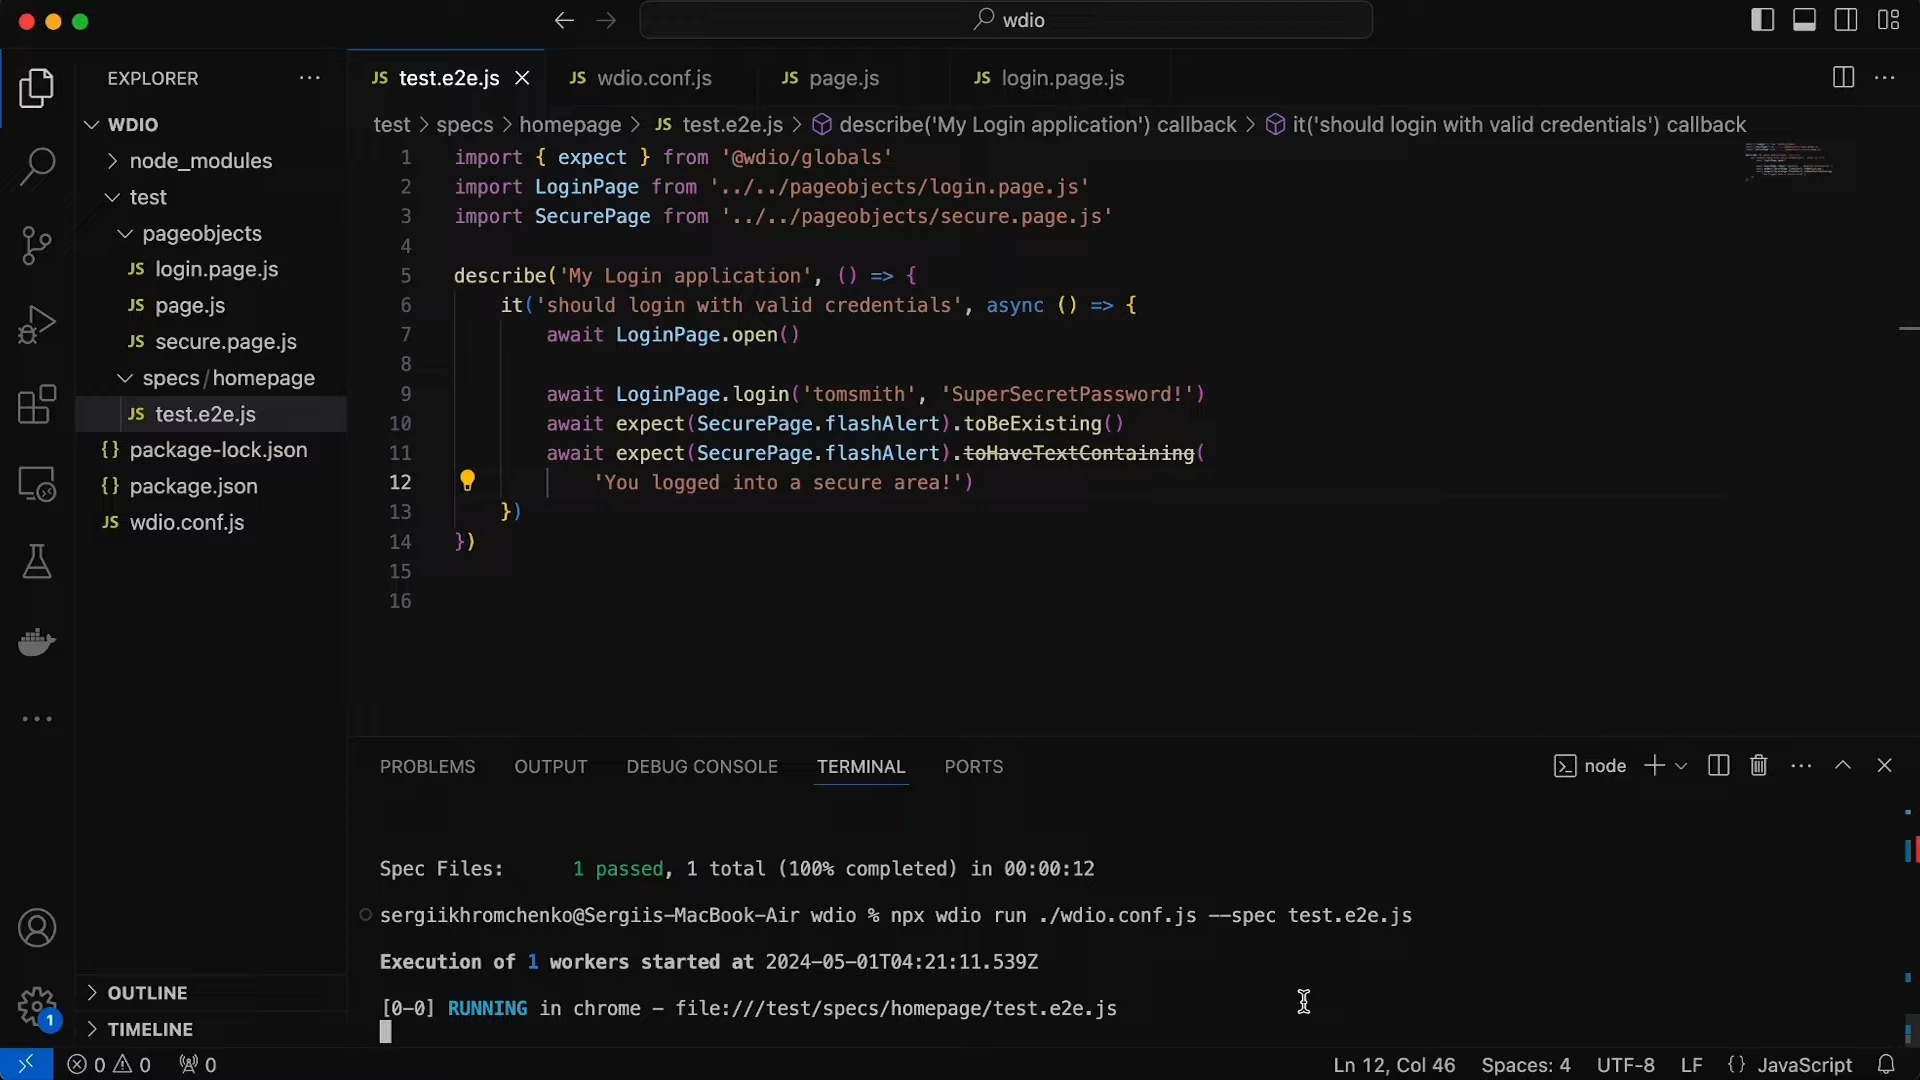 wdio
EXPLORER
test.e2e.js
wdio.conf.js
page.js
login.page.js
WDIO
node_modules
test
pageobjects
JS login.page.js
JS page.js
JS secure.page.js
specs/homepage
JS test.e2e.js
{} package-lock.json
{} package.json
JS wdio.conf.js
OUTLINE
TIMELINE
test > specs > homepage > JS test.e2e.js > describe('My Login application') callback > it('should login with valid credentials') callback
1 import { expect } from '@wdio/globals'
2 import LoginPage from '../../pageobjects/login.page.js'
3 import SecurePage from '../../pageobjects/secure.page.js'
4
5 describe('My Login application', () => {
6 it('should login with valid credentials', async () => {
7 await LoginPage.open()
8
9 await LoginPage.login('tomsmith', 'SuperSecretPassword!')
10 await expect(SecurePage.flashAlert).toBeExisting()
11 await expect(SecurePage.flashAlert).toHaveTextContaining(
12 'You logged into a secure area!')
13 })
14 })
15
16
PROBLEMS OUTPUT DEBUG CONSOLE TERMINAL PORTS
node
Spec Files: 1 passed, 1 total (100% completed) in 00:00:12
sergiikhromchenko@Sergiis-MacBook-Air wdio % npx wdio run ./wdio.conf.js --spec test.e2e.js
Execution of 1 workers started at 2024-05-01T04:21:11.539Z
[0-0] RUNNING in chrome - file:///test/specs/homepage/test.e2e.js
1
0 0 0
Ln 12, Col 46 Spaces: 4 UTF-8 LF {} JavaScript